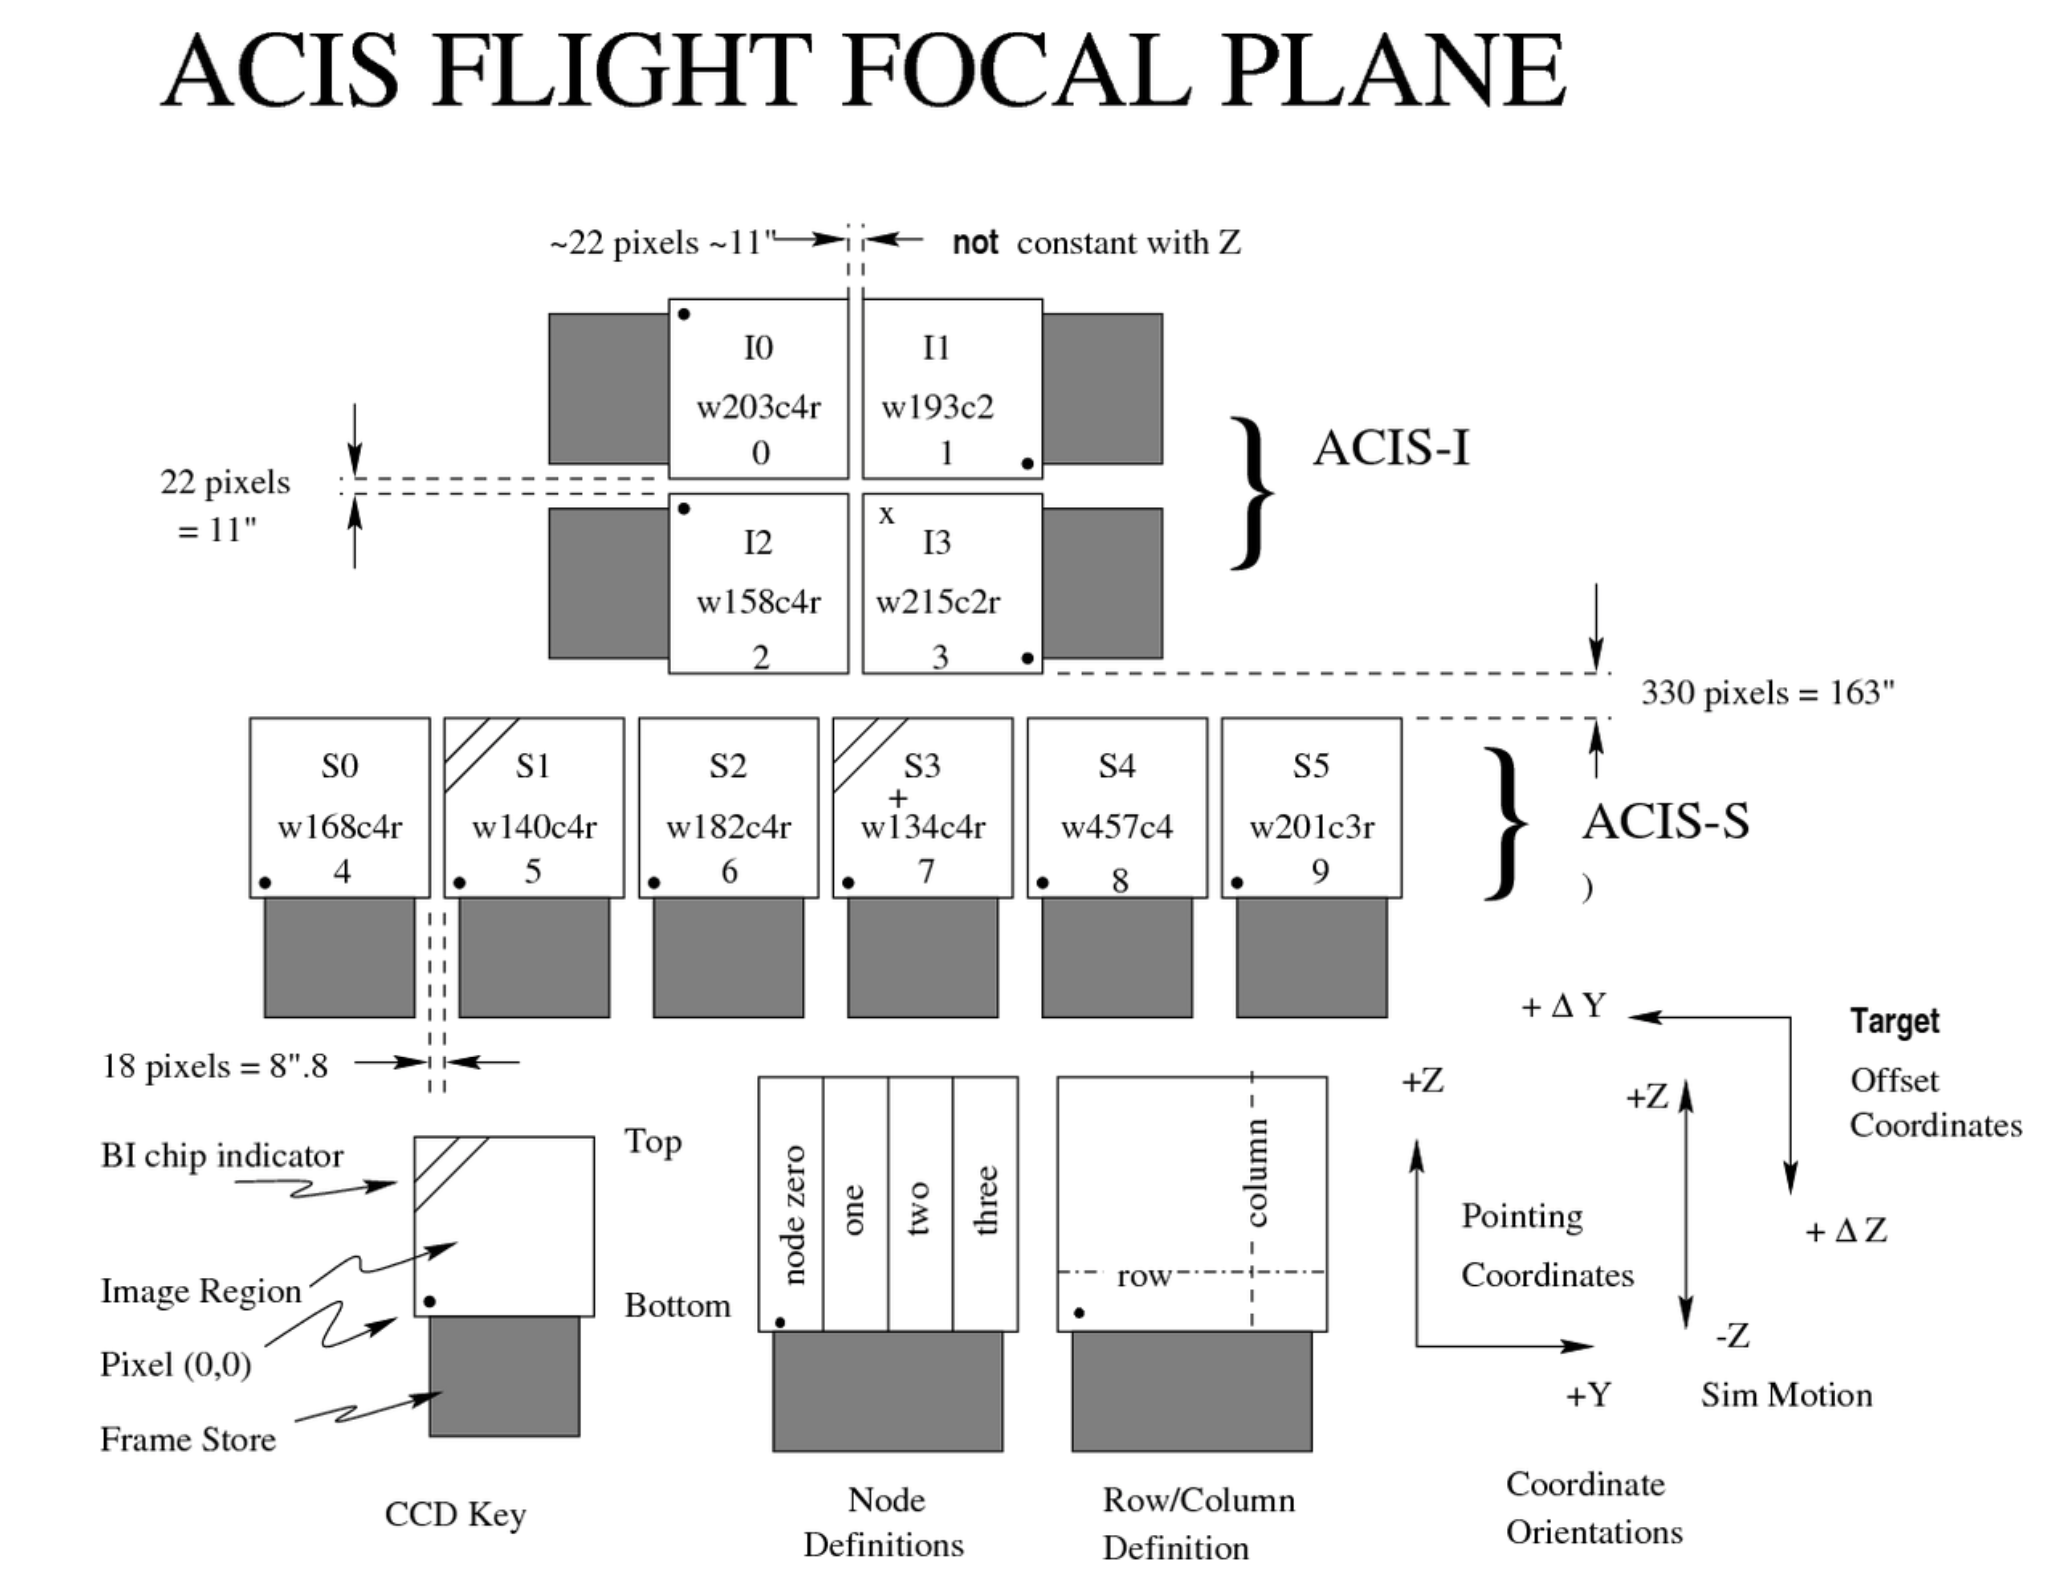 ACIS FLIGHT FOCAL PLANE
~22 pixels ~11"
not constant with Z
I0
w203c4r
0
I1
w193c2
1
22 pixels
= 11"
I2
w158c4r
2
x
I3
w215c2r
3
ACIS-I
330 pixels = 163"
S0
w168c4r
4
S1
w140c4r
5
S2
w182c4r
6
S3
+
w134c4r
7
S4
w457c4
8
S5
w201c3r
9
ACIS-S
)
18 pixels = 8".8
BI chip indicator
Image Region
Pixel (0,0)
Frame Store
Top
Bottom
CCD Key
node zero
one
two
three
Node
Definitions
column
row
Row/Column
Definition
+ Δ Y
Target
Offset
Coordinates
+ Δ Z
+Z
Pointing
Coordinates
+Y
+Z
-Z
Sim Motion
Coordinate
Orientations